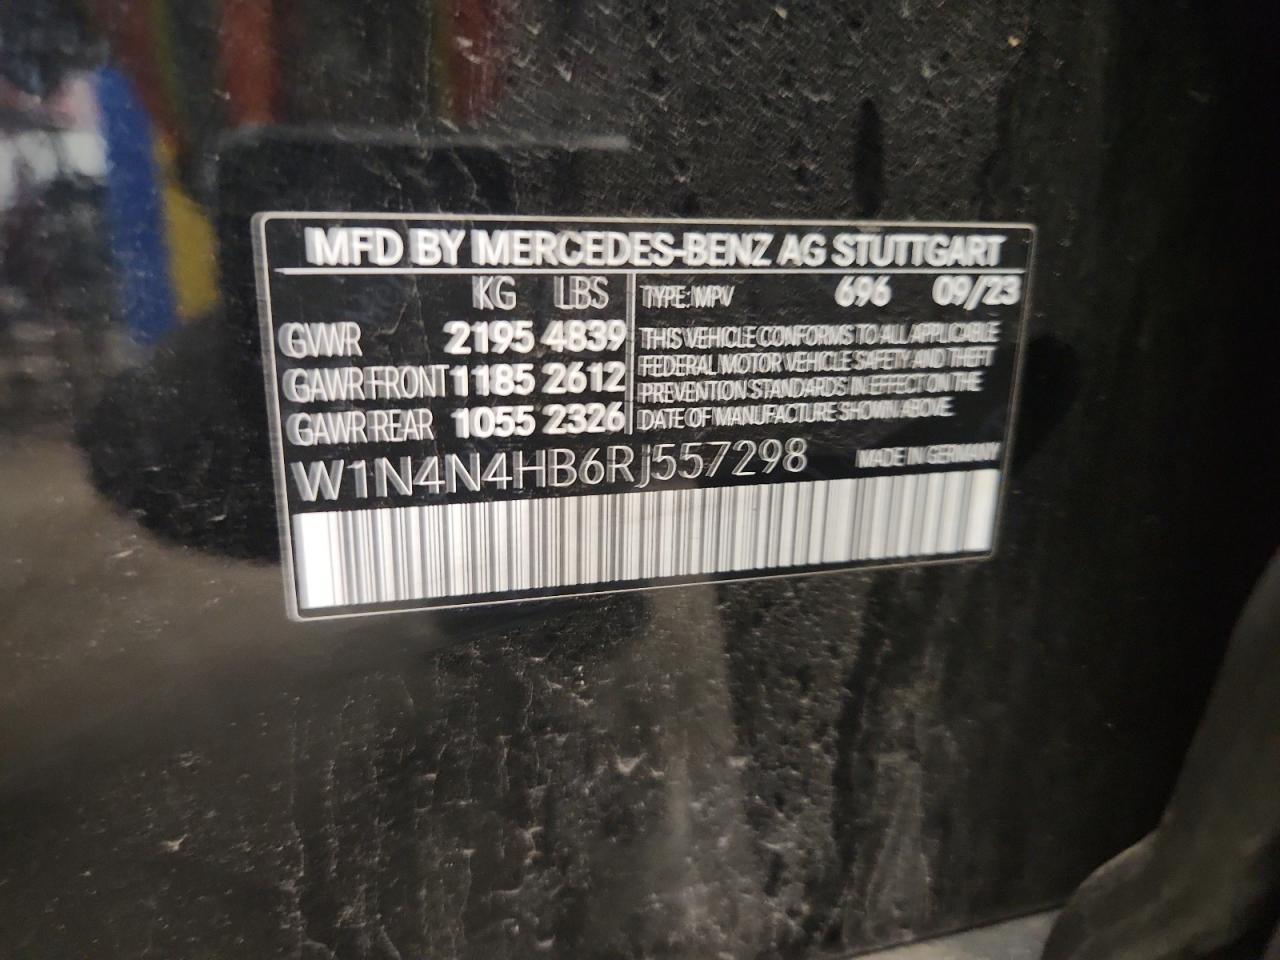 MFD BY MERCEDES-BENZ AG STUTTGART
KG LBS
GVWR 2195 4839
GAWR FRONT 1185 2612
GAWR REAR 1055 2326
TYPE: MPV 696 09/23
THIS VEHICLE CONFORMS TO ALL APPLICABLE
FEDERAL MOTOR VEHICLE SAFETY AND THEFT
PREVENTION STANDARDS IN EFFECT ON THE
DATE OF MANUFACTURE SHOWN ABOVE.
W1N4N4HB6RJ557298 MADE IN GERMANY